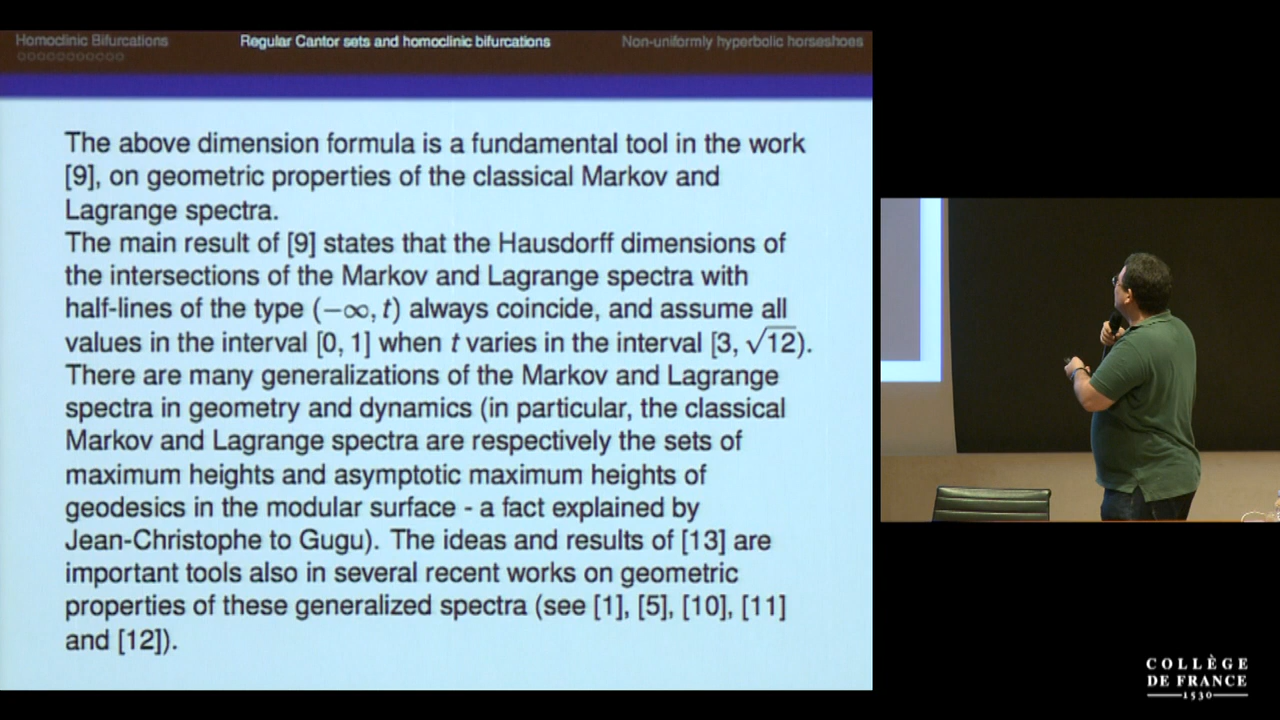 Homoclinic Bifurcations
Regular Cantor sets and homoclinic bifurcations
Non-uniformly hyperbolic horseshoes
The above dimension formula is a fundamental tool in the work
[9], on geometric properties of the classical Markov and
Lagrange spectra.
The main result of [9] states that the Hausdorff dimensions of
the intersections of the Markov and Lagrange spectra with
half-lines of the type (−∞, t) always coincide, and assume all
values in the interval [0, 1] when t varies in the interval [3, √12).
There are many generalizations of the Markov and Lagrange
spectra in geometry and dynamics (in particular, the classical
Markov and Lagrange spectra are respectively the sets of
maximum heights and asymptotic maximum heights of
geodesics in the modular surface - a fact explained by
Jean-Christophe to Gugu). The ideas and results of [13] are
important tools also in several recent works on geometric
properties of these generalized spectra (see [1], [5], [10], [11]
and [12]).
COLLÈGE
DE FRANCE
1530